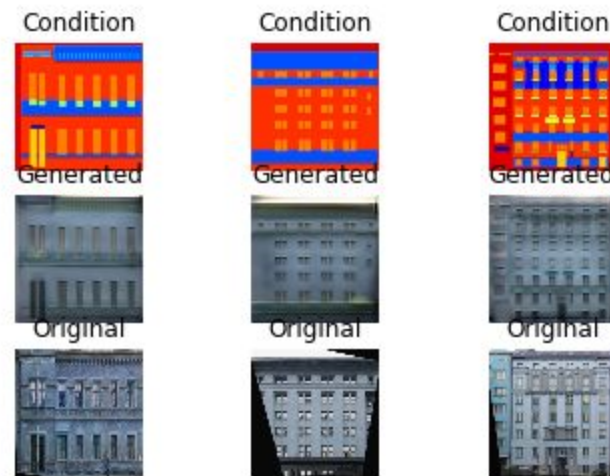 Condition Condition Condition
Generated Generated Generated
Original Original Original